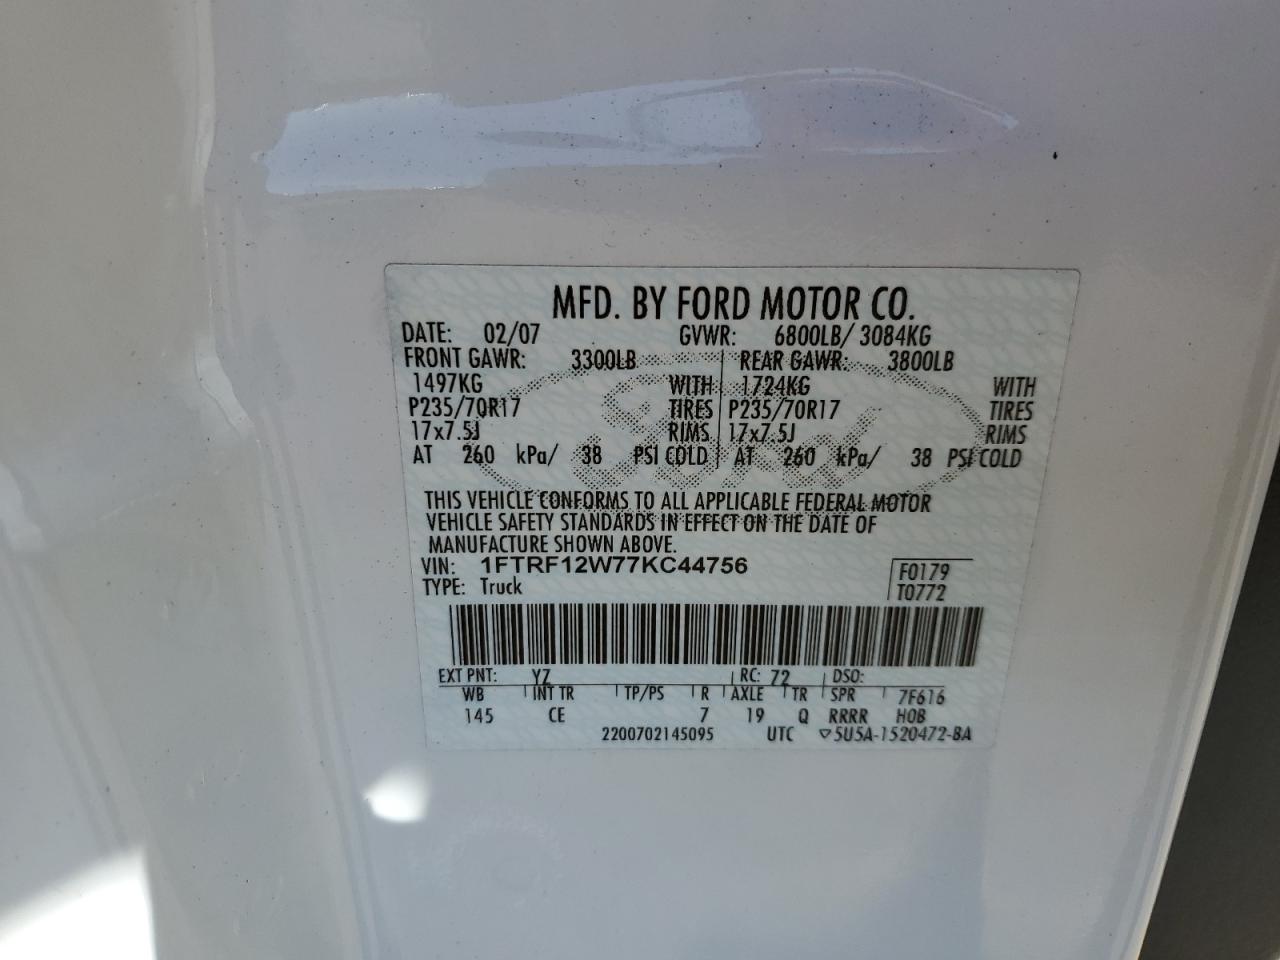 MFD. BY FORD MOTOR CO.
DATE: 02/07 GVWR: 6800LB/ 3084KG
FRONT GAWR: 3300LB REAR GAWR: 3800LB
1497KG WITH 1724KG WITH
P235/70R17 TIRES P235/70R17 TIRES
17x7.5J RIMS 17x7.5J RIMS
AT 260 kPa/ 38 PSI COLD AT 260 kPa/ 38 PSI COLD
Ford
THIS VEHICLE CONFORMS TO ALL APPLICABLE FEDERAL MOTOR
VEHICLE SAFETY STANDARDS IN EFFECT ON THE DATE OF
MANUFACTURE SHOWN ABOVE.
VIN: 1FTRF12W77KC44756 F0179
TYPE: Truck T0772
EXT PNT: YZ RC: 72 DSO:
WB INT TR TP/PS R AXLE TR SPR 7F616
145 CE 7 19 Q RRRR H0B
2200702145095 UTC ▽5U5A-1520472-BA